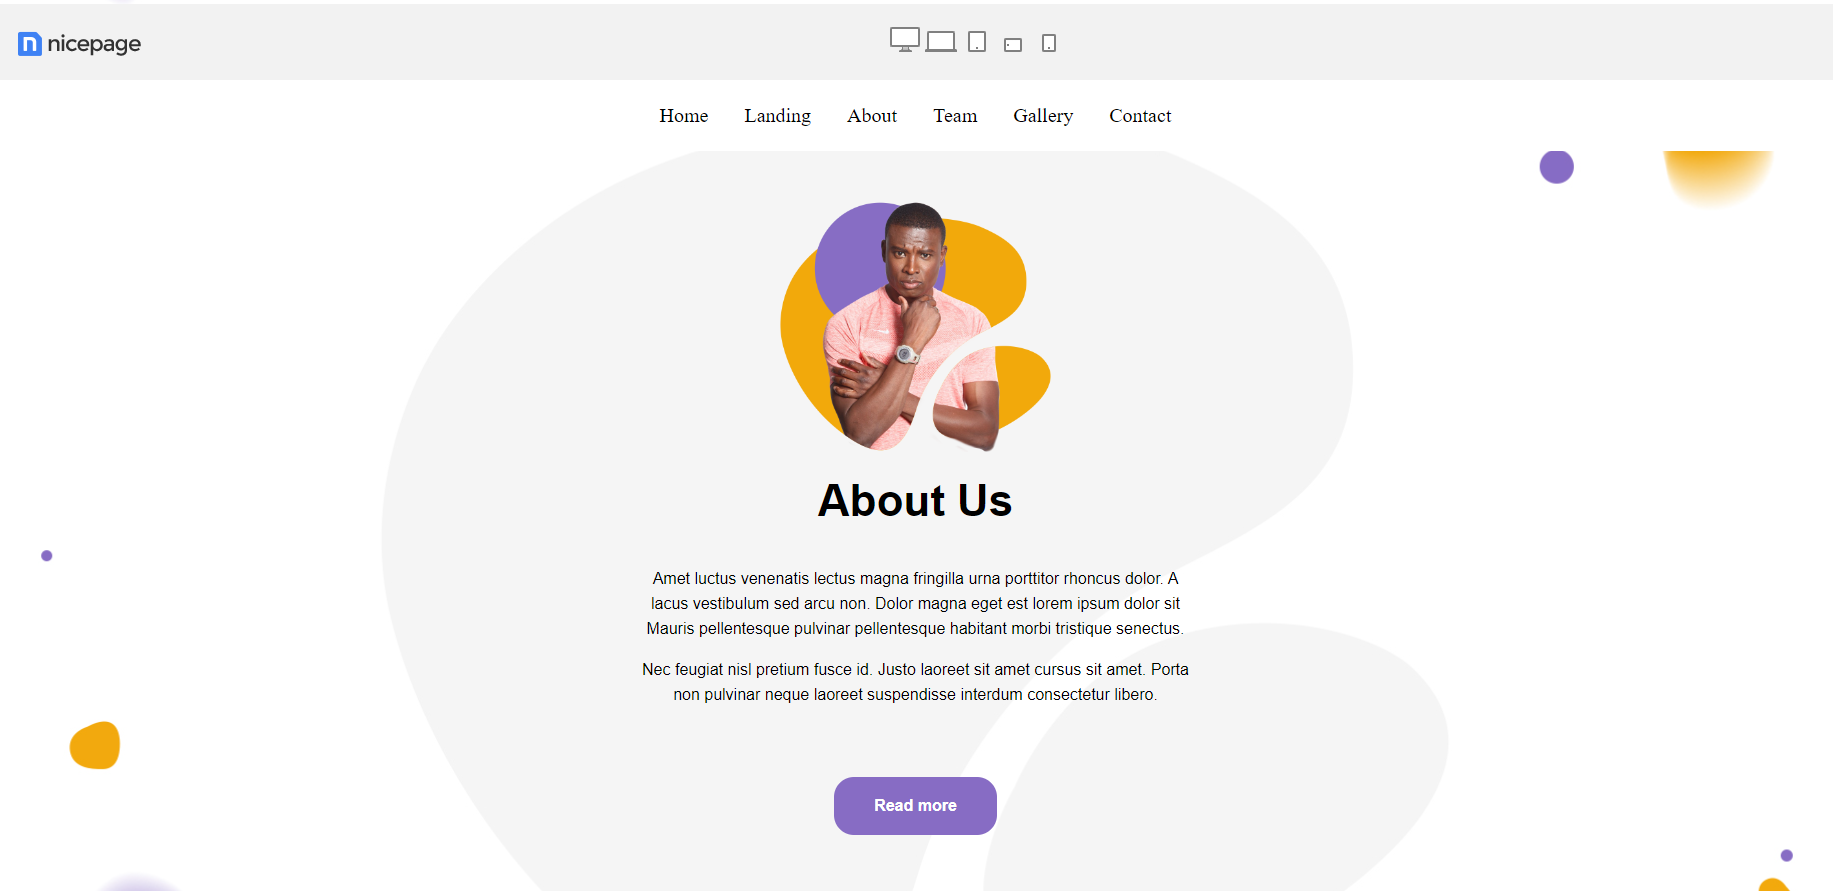 nicepage
Home Landing About Team Gallery Contact
About Us
Amet luctus venenatis lectus magna fringilla urna porttitor rhoncus dolor. A
lacus vestibulum sed arcu non. Dolor magna eget est lorem ipsum dolor sit
Mauris pellentesque pulvinar pellentesque habitant morbi tristique senectus.
Nec feugiat nisl pretium fusce id. Justo laoreet sit amet cursus sit amet. Porta
non pulvinar neque laoreet suspendisse interdum consectetur libero.
Read more